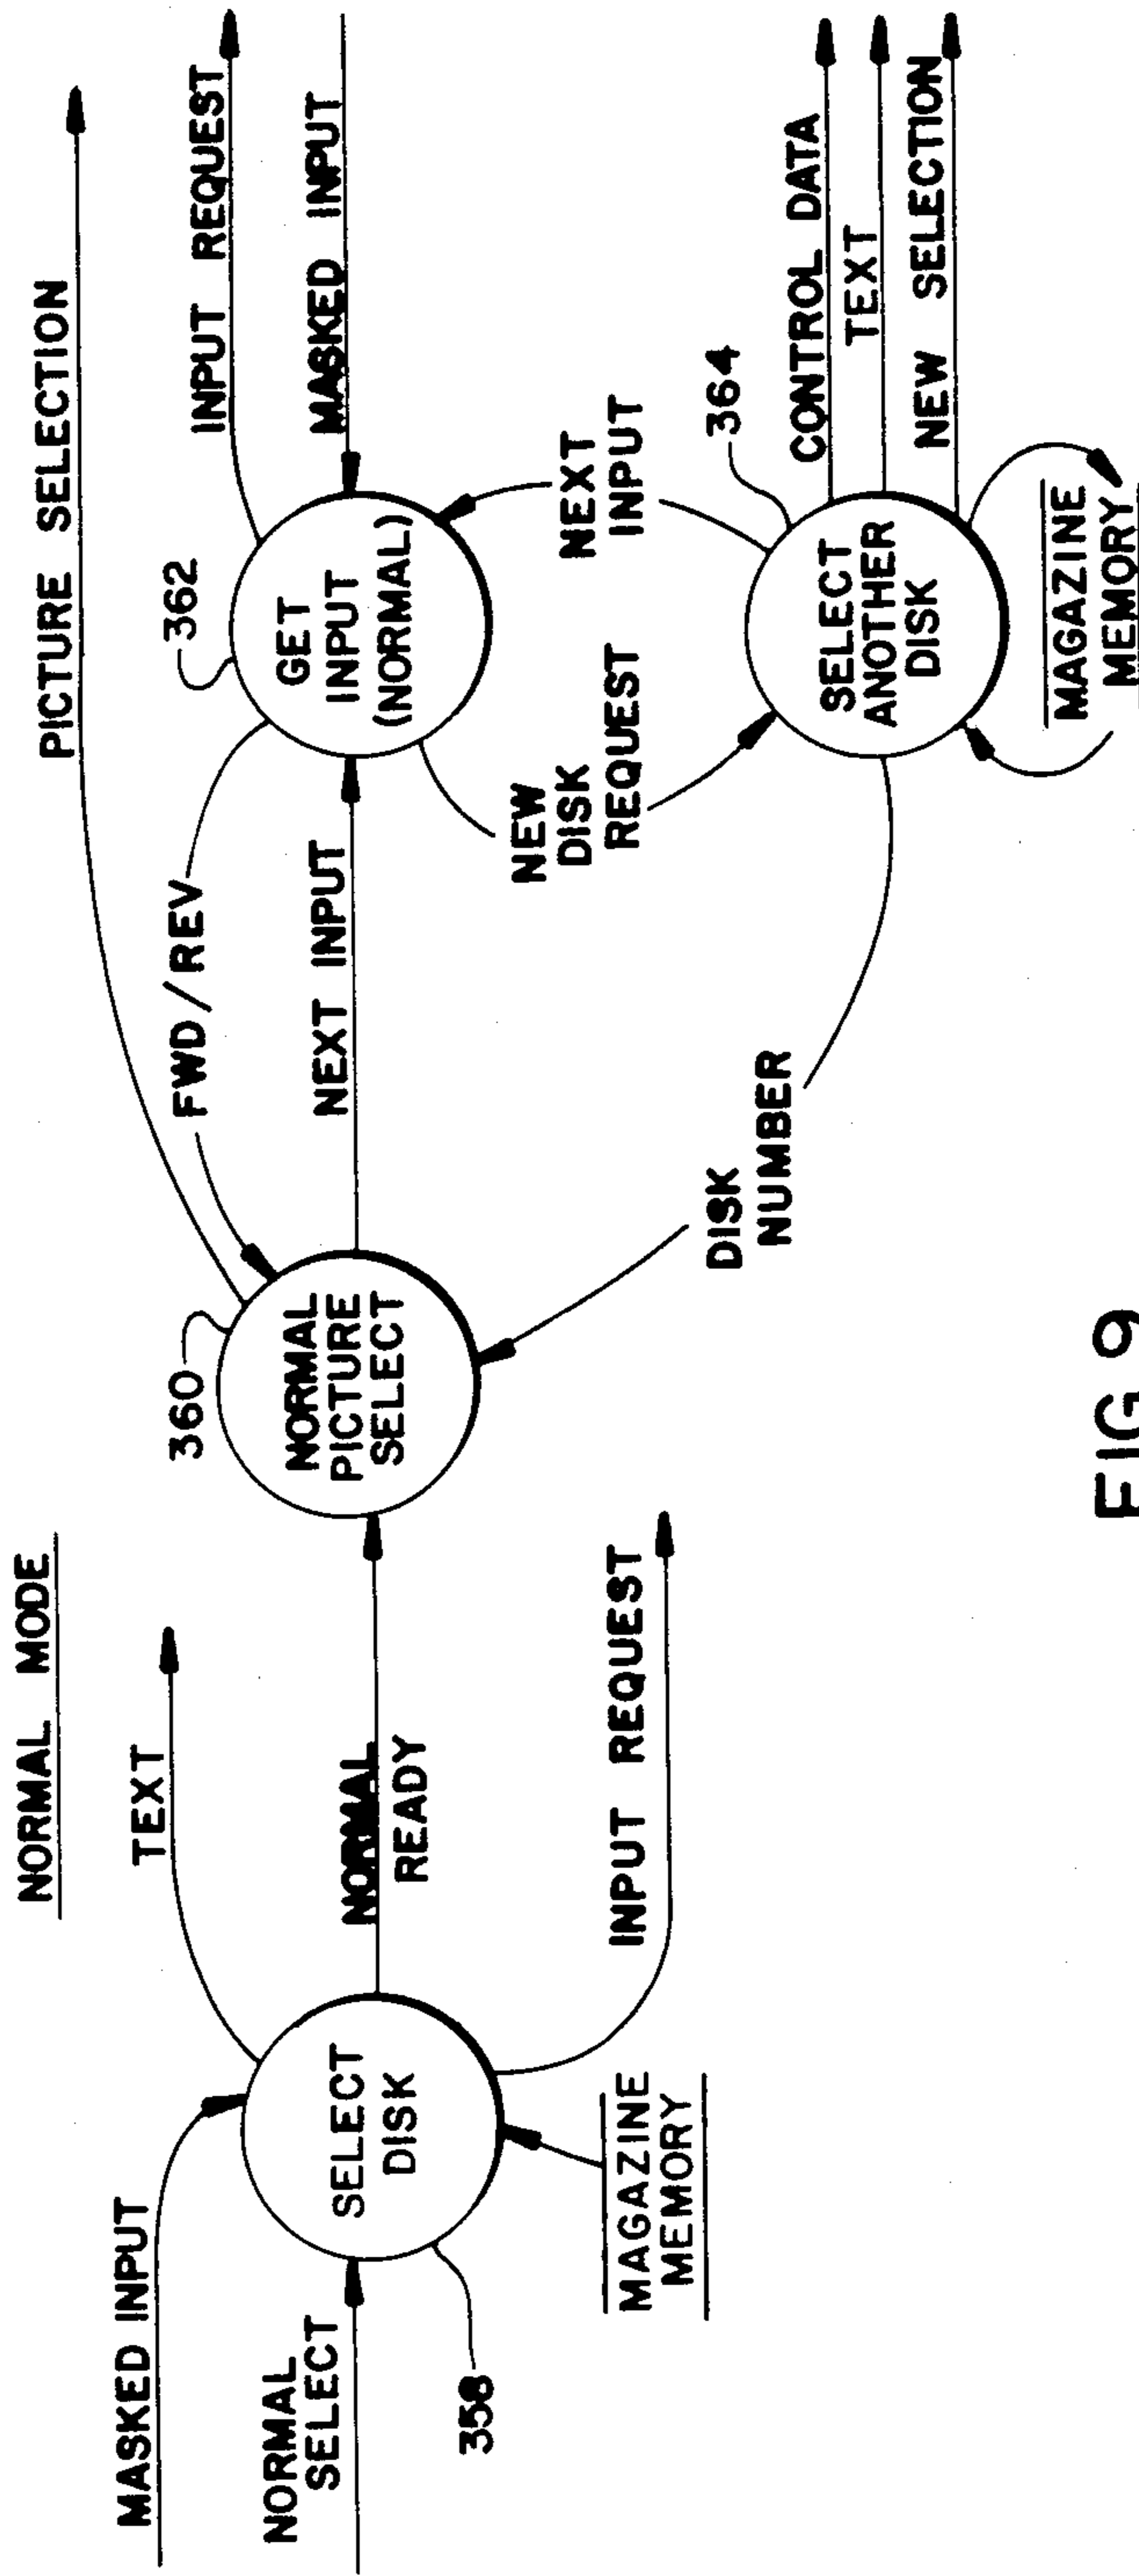 NORMAL MODE
MASKED INPUT
TEXT
NORMAL
SELECT
SELECT
DISK
358
MAGAZINE
MEMORY
NORMAL
READY
INPUT REQUEST
360
NORMAL
PICTURE
SELECT
PICTURE SELECTION
FWD/REV
NEXT INPUT
362
GET
INPUT
(NORMAL)
INPUT REQUEST
MASKED INPUT
NEW
DISK
REQUEST
NEXT
INPUT
DISK
NUMBER
364
SELECT
ANOTHER
DISK
CONTROL DATA
TEXT
NEW SELECTION
MAGAZINE
MEMORY
FIG 9